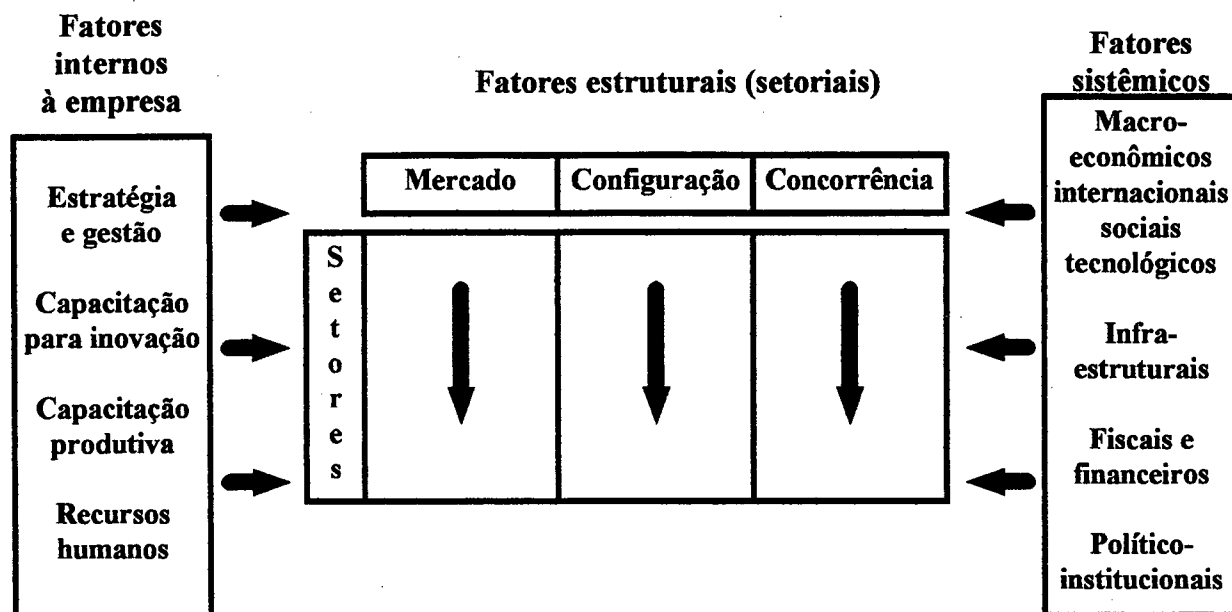 Fatores
internos
à empresa
Estratégia
e gestão
Capacitação
para inovação
Capacitação
produtiva
Recursos
humanos
Fatores estruturais (setoriais)
Mercado
Configuração
Concorrência
S
e
t
o
r
e
s
Fatores
sistêmicos
Macro-
econômicos
internacionais
sociais
tecnológicos
Infra-
estruturais
Fiscais e
financeiros
Político-
institucionais